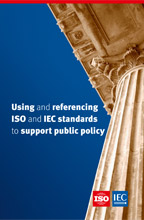 Using and referencing
ISO and IEC standards
to support public policy
ISO
IEC